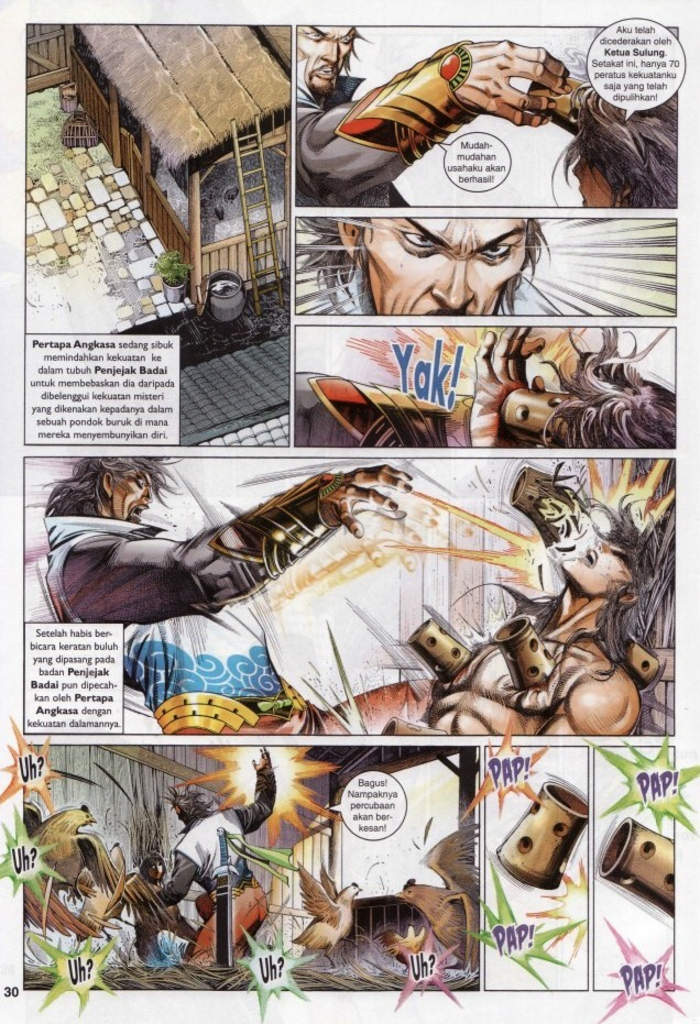 Aku telah
dicederakan oleh
Ketua Sulung.
Setakat ini, hanya 70
peratus kekuatanku
saja yang telah
dipulihkan!
Mudah-
mudahan
usahaku akan
berhasil!
Pertapa Angkasa sedang sibuk
memindahkan kekuatan ke
dalam tubuh Penjejak Badai
untuk membebaskan dia daripada
dibelenggui kekuatan misteri
yang dikenakan kepadanya dalam
sebuah pondok buruk di mana
mereka menyembunyikan diri.
Yak!
Setelah habis ber-
bicara keratan buluh
yang dipasang pada
badan Penjejak
Badai pun dipecah-
kan oleh Pertapa
Angkasa dengan
kekuatan dalamannya.
Uh?
Uh?
Uh?
Uh?
Uh?
Bagus!
Nampaknya
percubaan
akan ber-
kesan!
PAP!
PAP!
PAP!
PAP!
30